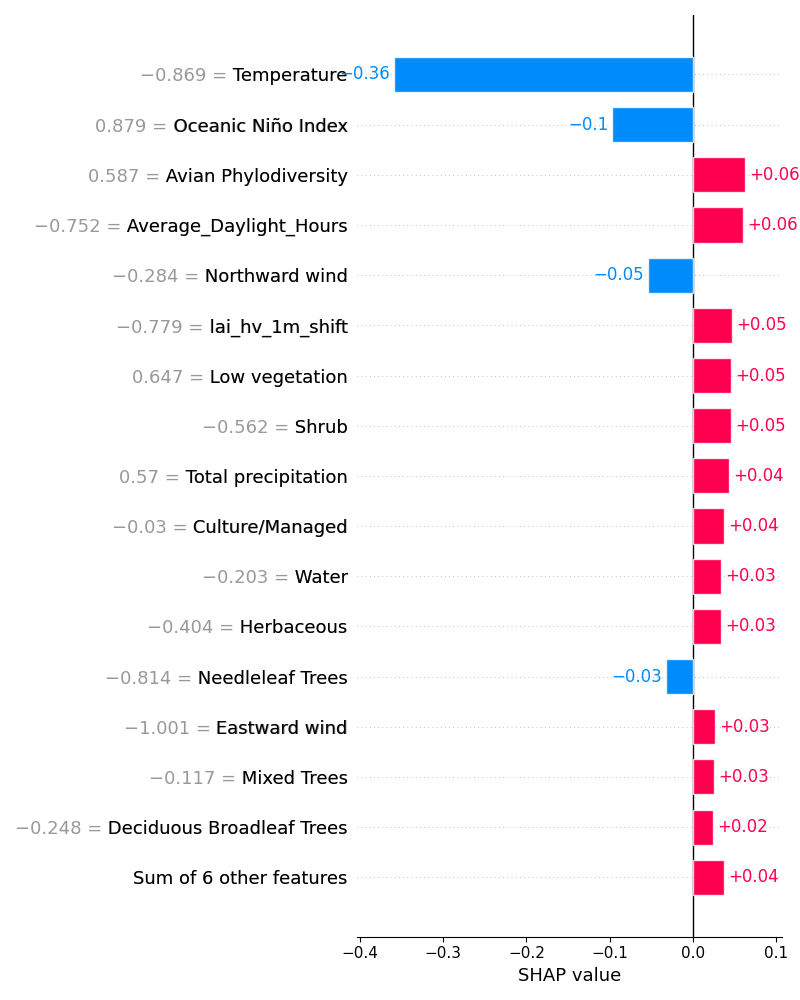 −0.869 = Temperature −0.36
0.879 = Oceanic Niño Index −0.1
0.587 = Avian Phylodiversity +0.06
−0.752 = Average_Daylight_Hours +0.06
−0.284 = Northward wind −0.05
−0.779 = lai_hv_1m_shift +0.05
0.647 = Low vegetation +0.05
−0.562 = Shrub +0.05
0.57 = Total precipitation +0.04
−0.03 = Culture/Managed +0.04
−0.203 = Water +0.03
−0.404 = Herbaceous +0.03
−0.814 = Needleleaf Trees −0.03
−1.001 = Eastward wind +0.03
−0.117 = Mixed Trees +0.03
−0.248 = Deciduous Broadleaf Trees +0.02
Sum of 6 other features +0.04
−0.4 −0.3 −0.2 −0.1 0.0 0.1
SHAP value